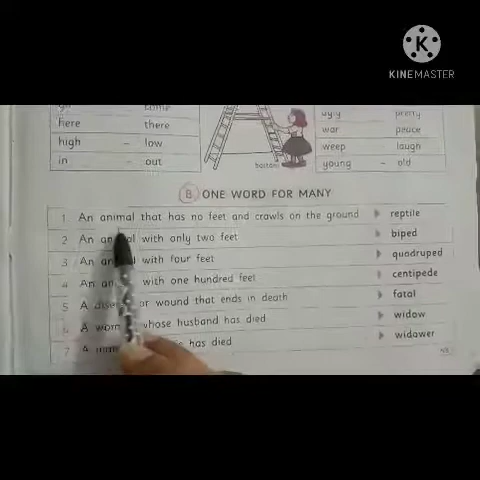 K
KINEMASTER
come
here there
high - low
in - out
bottom
ugly pretty
war peace
weep laugh
young - old
B. ONE WORD FOR MANY
1 An animal that has no feet and crawls on the ground reptile
2 An animal with only two feet biped
3 An with four feet quadruped
4 An with one hundred feet centipede
5 A or wound that ends in death fatal
6 A whose husband has died widow
7 A has died widower